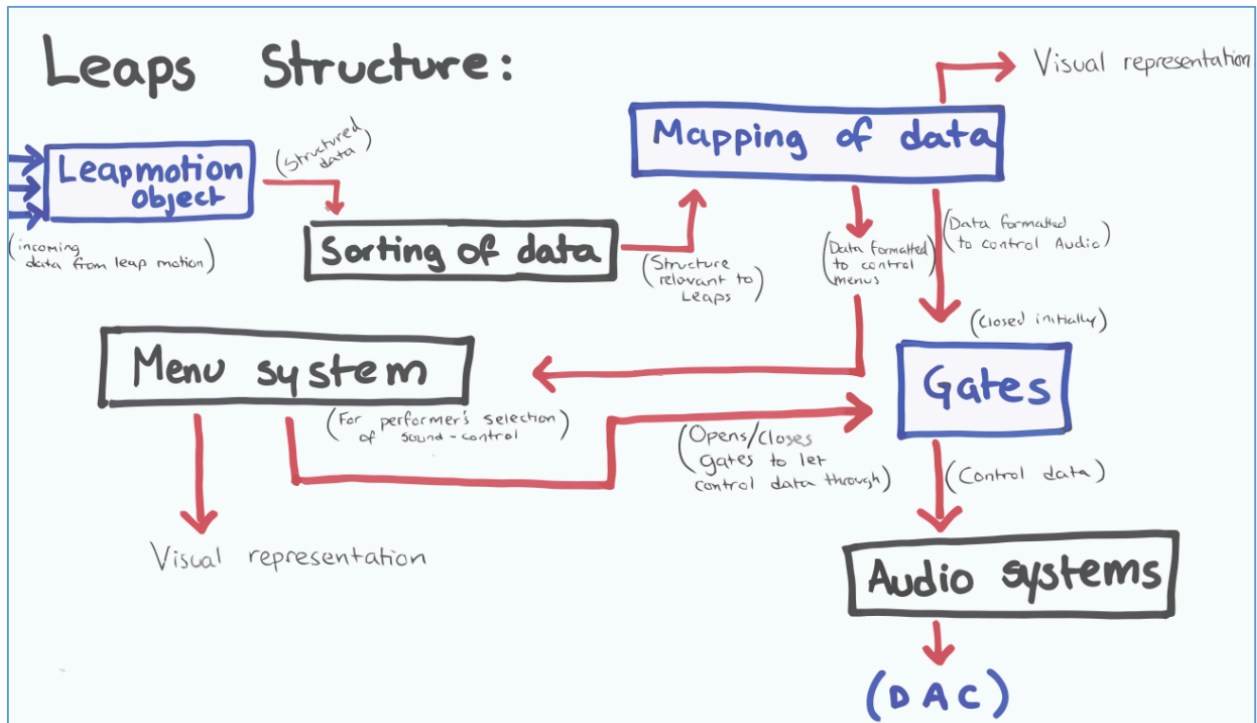 Leaps Structure:
Visual representation
Mapping of data
Leapmotion
Object
(Structured
data)
(incoming
data from leap motion)
Sorting of data
(Structure
relevant to
Leaps)
(Data formatted
to control
menus
(Data formatted
to control Audio)
(Closed initially)
Gates
Menu system
(For performer's selection
of sound-control)
(Opens/closes
gates to let
control data through)
(Control data)
Visual representation
Audio systems
(DAC)